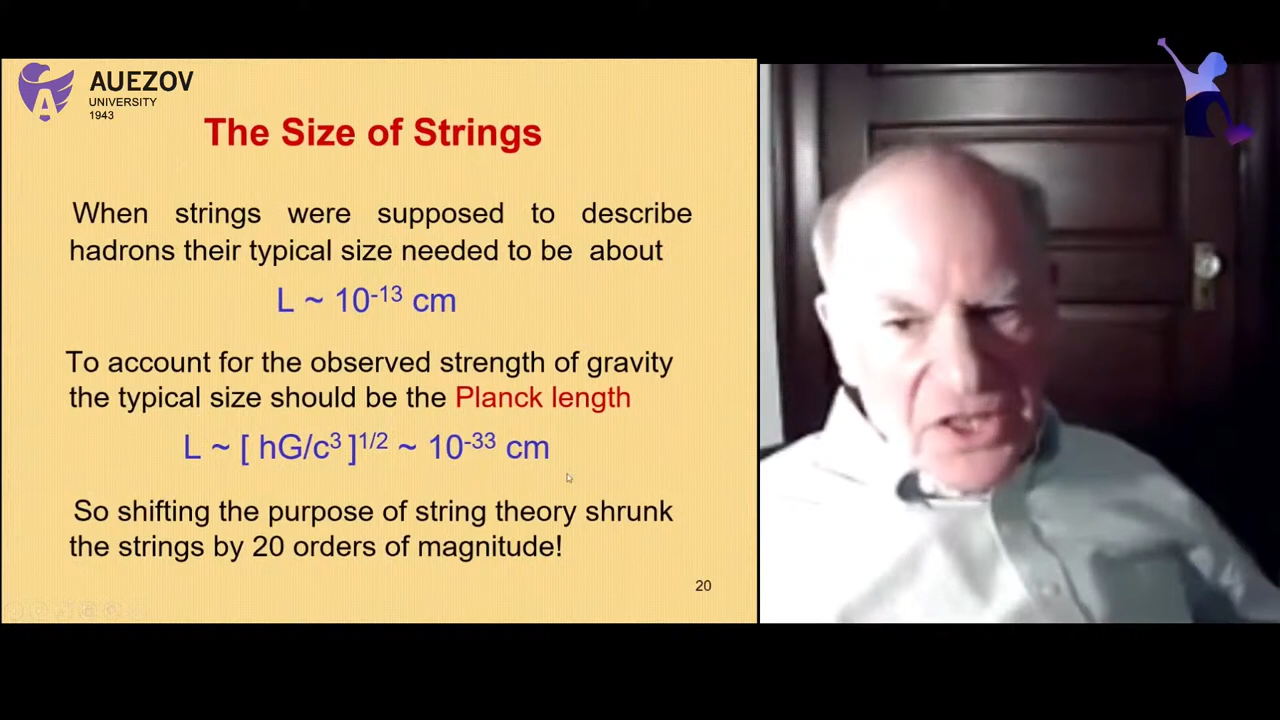 AUEZOV
UNIVERSITY
1943
The Size of Strings
When strings were supposed to describe
hadrons their typical size needed to be about
L ~ 10⁻¹³ cm
To account for the observed strength of gravity
the typical size should be the Planck length
L ~ [ hG/c³ ]¹/² ~ 10⁻³³ cm
So shifting the purpose of string theory shrunk
the strings by 20 orders of magnitude!
20